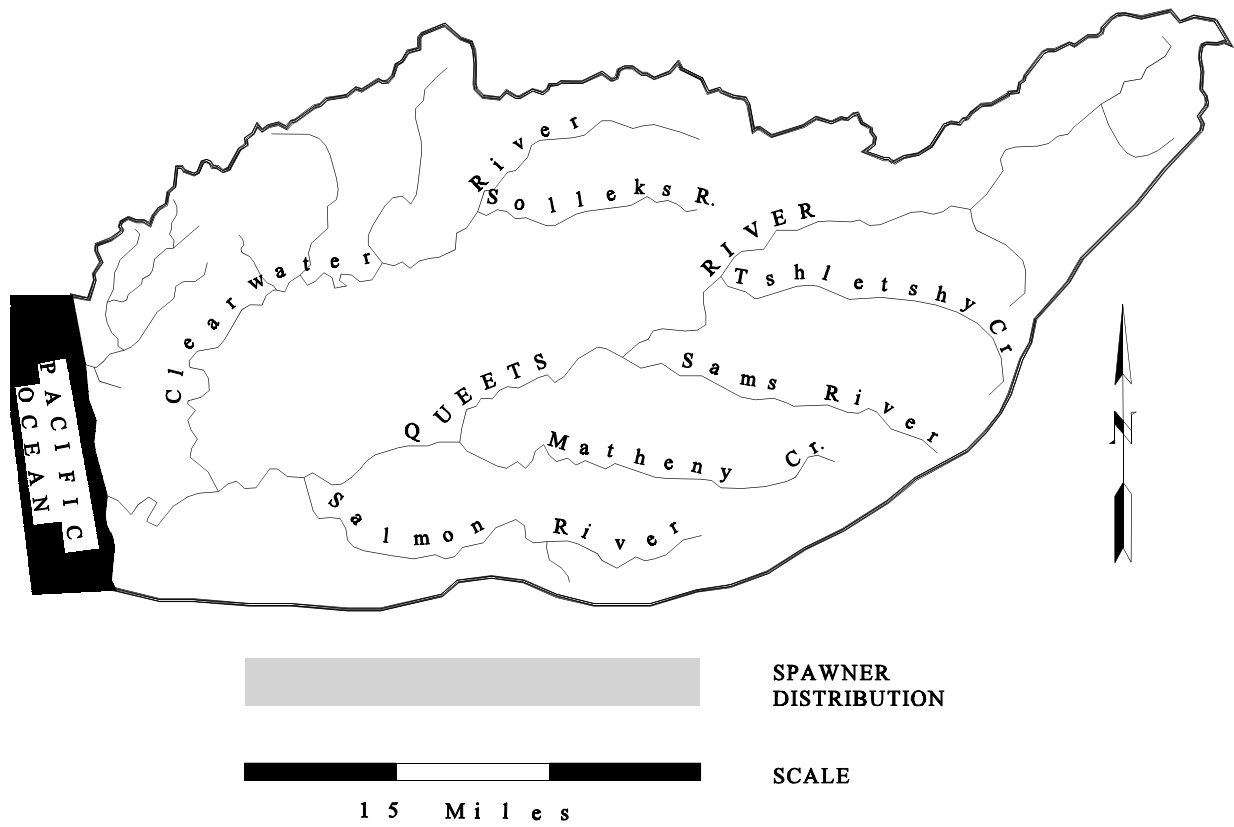 River
Solleks R.
RIVER
Tshletshy Cr
Clearwater
PACIFIC
OCEAN
QUEETS
Sams River
Matheny Cr.
Salmon River
N
SPAWNER
DISTRIBUTION
SCALE
15 Miles